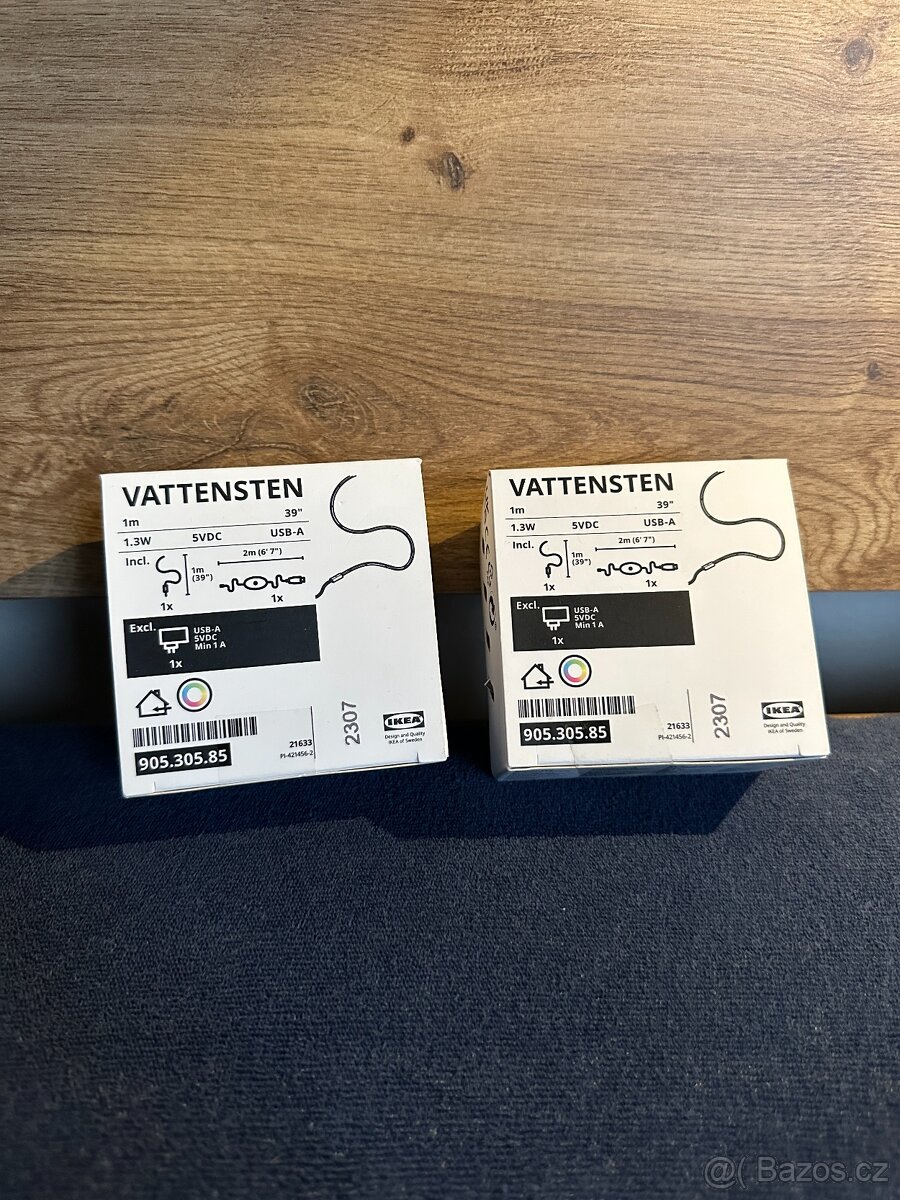 VATTENSTEN
1m 39"
1.3W 5VDC USB-A
Incl.
1m
(39")
2m (6' 7")
1x
1x
Excl.
USB-A
5VDC
Min 1 A
1x
905.305.85
21633
PI-421456-2
2307
IKEA
Design and Quality
IKEA of Sweden
VATTENSTEN
1m 39"
1.3W 5VDC USB-A
Incl.
1m
(39")
2m (6' 7")
1x
1x
Excl.
USB-A
5VDC
Min 1 A
1x
905.305.85
21633
PI-421456-2
2307
IKEA
Design and Quality
IKEA of Sweden
@( Bazos.cz